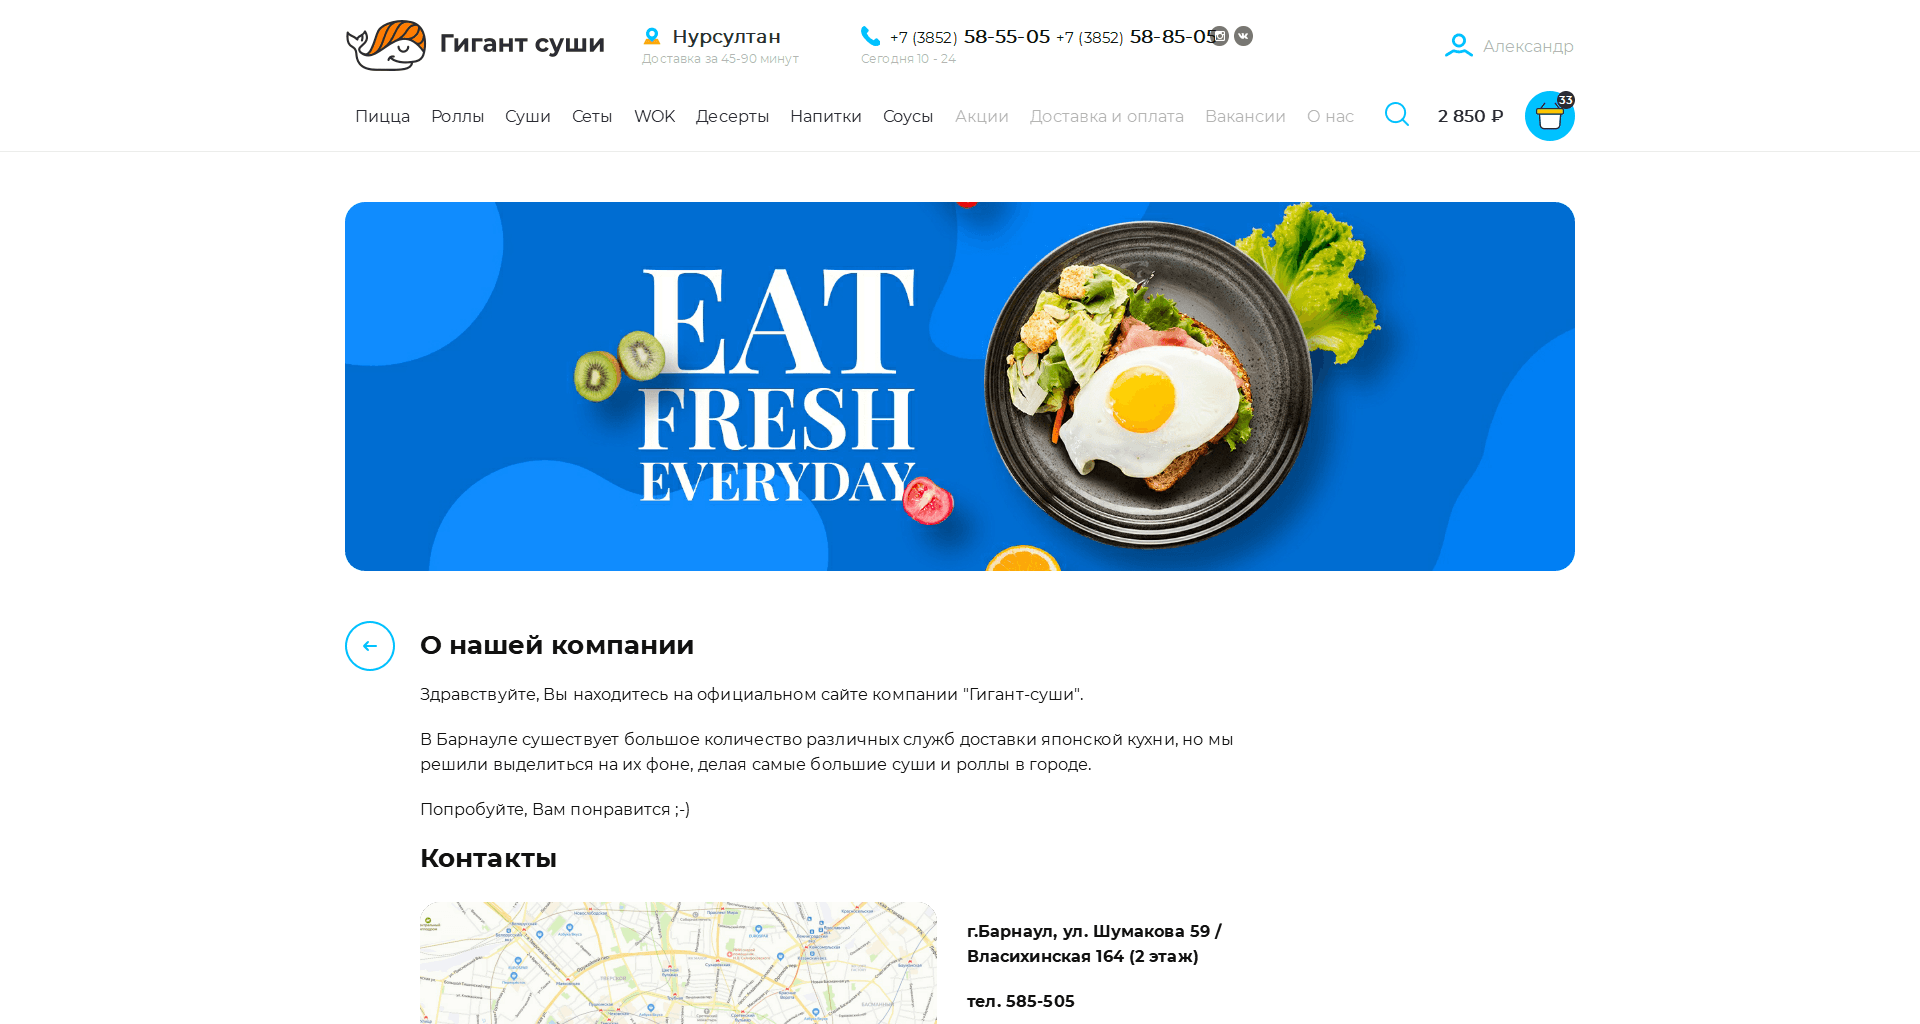 Гигант суши
Нурсултан
Доставка за 45-90 минут
+7 (3852) 58-55-05 +7 (3852) 58-85-05
Сегодня 10 - 24
Александр
Пицца Роллы Суши Сеты WOK Десерты Напитки Соусы Акции Доставка и оплата Вакансии О нас
2 850 ₽
33
EAT
FRESH
EVERYDAY
О нашей компании
Здравствуйте, Вы находитесь на официальном сайте компании "Гигант-суши".
В Барнауле сушествует большое количество различных служб доставки японской кухни, но мы
решили выделиться на их фоне, делая самые большие суши и роллы в городе.
Попробуйте, Вам понравится ;-)
Контакты
г.Барнаул, ул. Шумакова 59 /
Власихинская 164 (2 этаж)
тел. 585-505